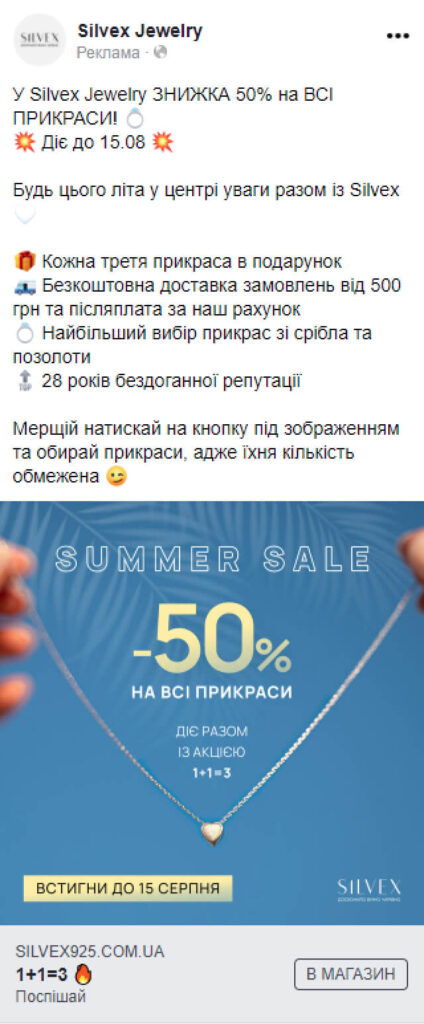 SILVEX
Silvex Jewelry
Реклама ·
У Silvex Jewelry ЗНИЖКА 50% на ВСІ
ПРИКРАСИ! 💍
💥 Діє до 15.08 💥
Будь цього літа у центрі уваги разом із Silvex
🤍
🎁 Кожна третя прикраса в подарунок
🚙 Безкоштовна доставка замовлень від 500
грн та післяплата за наш рахунок
💍 Найбільший вибір прикрас зі срібла та
позолоти
🔝 28 років бездоганної репутації
Мерщій натискай на кнопку під зображенням
та обирай прикраси, адже їхня кількість
обмежена 😉
SUMMER SALE
-50%
НА ВСІ ПРИКРАСИ
ДІЄ РАЗОМ
ІЗ АКЦІЄЮ
1+1=3
ВСТИГНИ ДО 15 СЕРПНЯ
SILVEX
SILVEX925.COM.UA
1+1=3 🔥
Поспішай
В МАГАЗИН